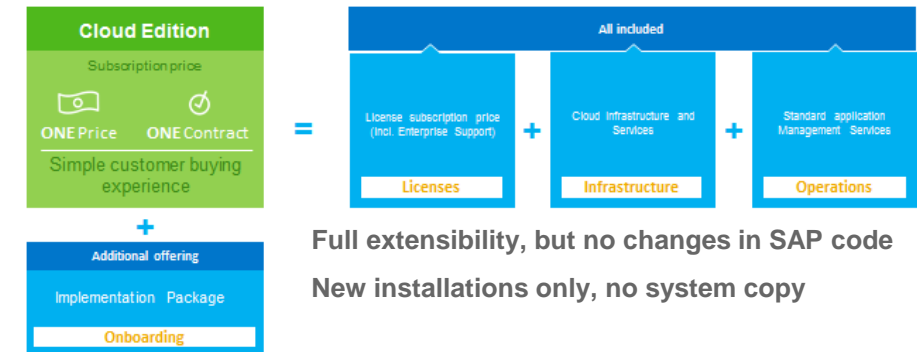 Cloud Edition
Subscription price
ONE Price ONE Contract
Simple customer buying
experience
=
All included
License subscription price
(incl. Enterprise Support)
Licenses
+
Cloud Infrastructure and
Services
Infrastructure
+
Standard application
Management Services
Operations
+
Additional offering
Implementation Package
Onboarding
Full extensibility, but no changes in SAP code
New installations only, no system copy